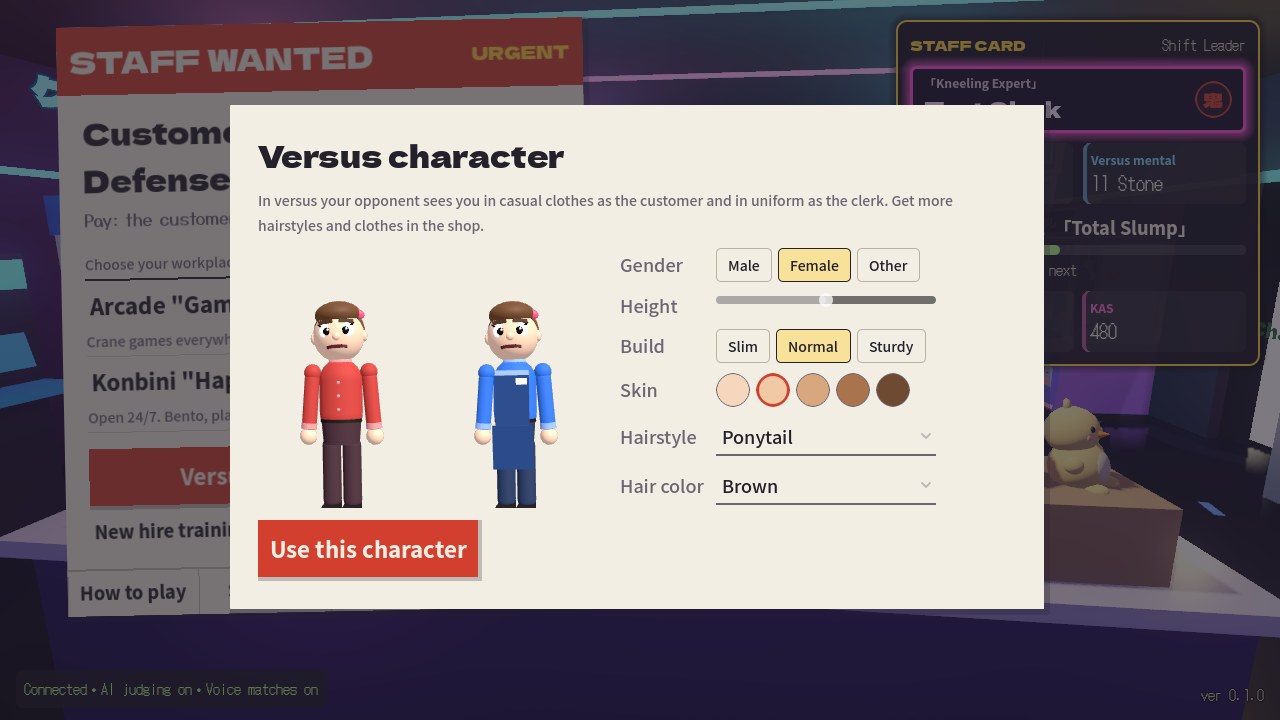 STAFF WANTED
URGENT
Custome
Defense
Pay: the custome
Choose your workplac
Arcade "Gam
Crane games everywh
Konbini "Hap
Open 24/7. Bento, pla
Versu
New hire trainin
How to play
STAFF CARD
Shift Leader
「Kneeling Expert」
Versus mental
11 Stone
「Total Slump」
next
KAS
480
Versus character
In versus your opponent sees you in casual clothes as the customer and in uniform as the clerk. Get more
hairstyles and clothes in the shop.
Gender
Male
Female
Other
Height
Build
Slim
Normal
Sturdy
Skin
Hairstyle
Ponytail
Hair color
Brown
Use this character
Connected • AI judging on • Voice matches on
ver 0.1.0